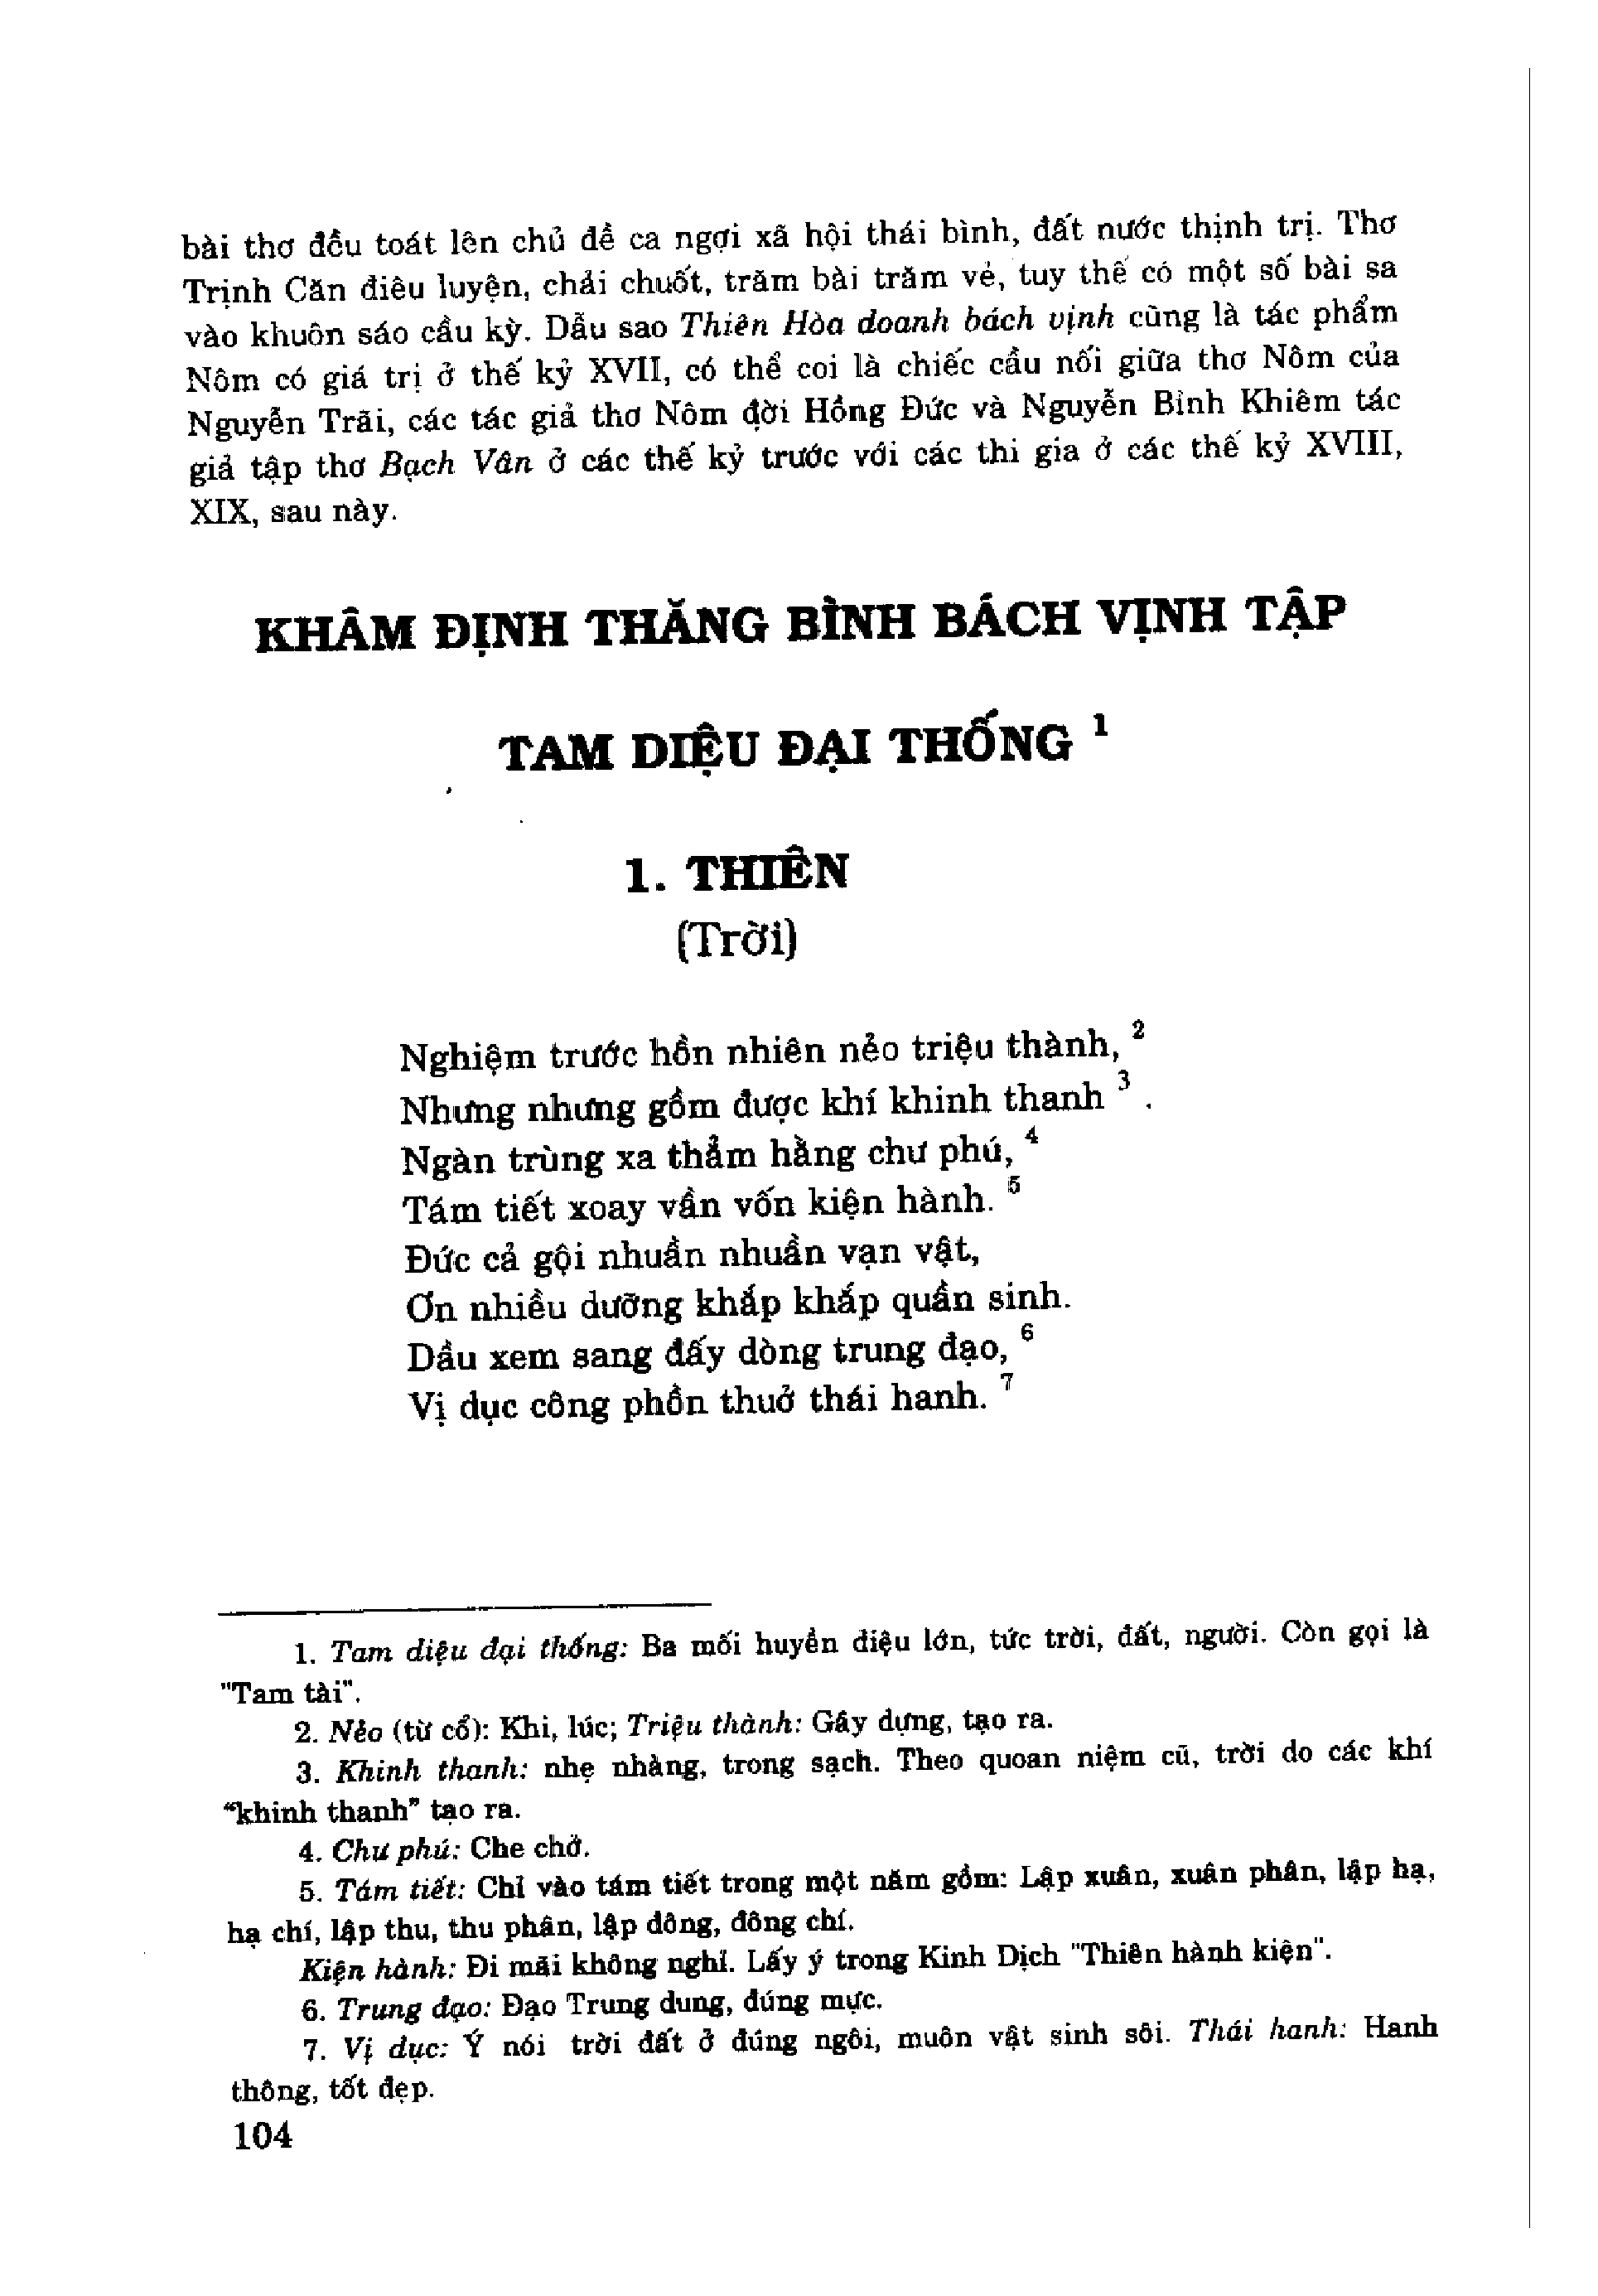 bài thơ đều toát lên chủ đề ca ngợi xã hội thái bình, đất nước thịnh trị. Thơ
Trịnh Căn điêu luyện, chải chuốt, trăm bài trăm vẻ, tuy thế có một số bài sa
vào khuôn sáo cầu kỳ. Dẫu sao Thiên Hòa doanh bách vịnh cũng là tác phẩm
Nôm có giá trị ở thế kỷ XVII, có thể coi là chiếc cầu nối giữa thơ Nôm của
Nguyễn Trãi, các tác giả thơ Nôm đời Hồng Đức và Nguyễn Bỉnh Khiêm tác
giả tập thơ Bạch Vân ở các thế kỷ trước với các thi gia ở các thế kỷ XVIII,
XIX, sau này.
KHÂM ĐỊNH THĂNG BÌNH BÁCH VỊNH TẬP
TAM DIỆU ĐẠI THỐNG 1
1. THIÊN
(Trời)
Nghiệm trước hồn nhiên nẻo triệu thành, 2
Nhưng nhưng gồm được khí khinh thanh 3 .
Ngàn trùng xa thẳm hằng chư phú, 4
Tám tiết xoay vần vốn kiện hành. 5
Đức cả gội nhuần nhuần vạn vật,
Ơn nhiều dưỡng khắp khắp quần sinh.
Dầu xem sang đấy dòng trung đạo, 6
Vị dục công phồn thuở thái hanh. 7
1. Tam diệu đại thống: Ba mối huyền diệu lớn, tức trời, đất, người. Còn gọi là
"Tam tài".
2. Nẻo (từ cổ): Khi, lúc; Triệu thành: Gây dựng, tạo ra.
3. Khinh thanh: nhẹ nhàng, trong sạch. Theo quoan niệm cũ, trời do các khí
“khinh thanh” tạo ra.
4. Chư phú: Che chở.
5. Tám tiết: Chỉ vào tám tiết trong một năm gồm: Lập xuân, xuân phân, lập hạ,
hạ chí, lập thu, thu phân, lập đông, đông chí.
Kiện hành: Đi mãi không nghỉ. Lấy ý trong Kinh Dịch "Thiên hành kiện".
6. Trung đạo: Đạo Trung dung, đúng mực.
7. Vị dục: Ý nói trời đất ở đúng ngôi, muôn vật sinh sôi. Thái hanh: Hanh
thông, tốt đẹp.
104